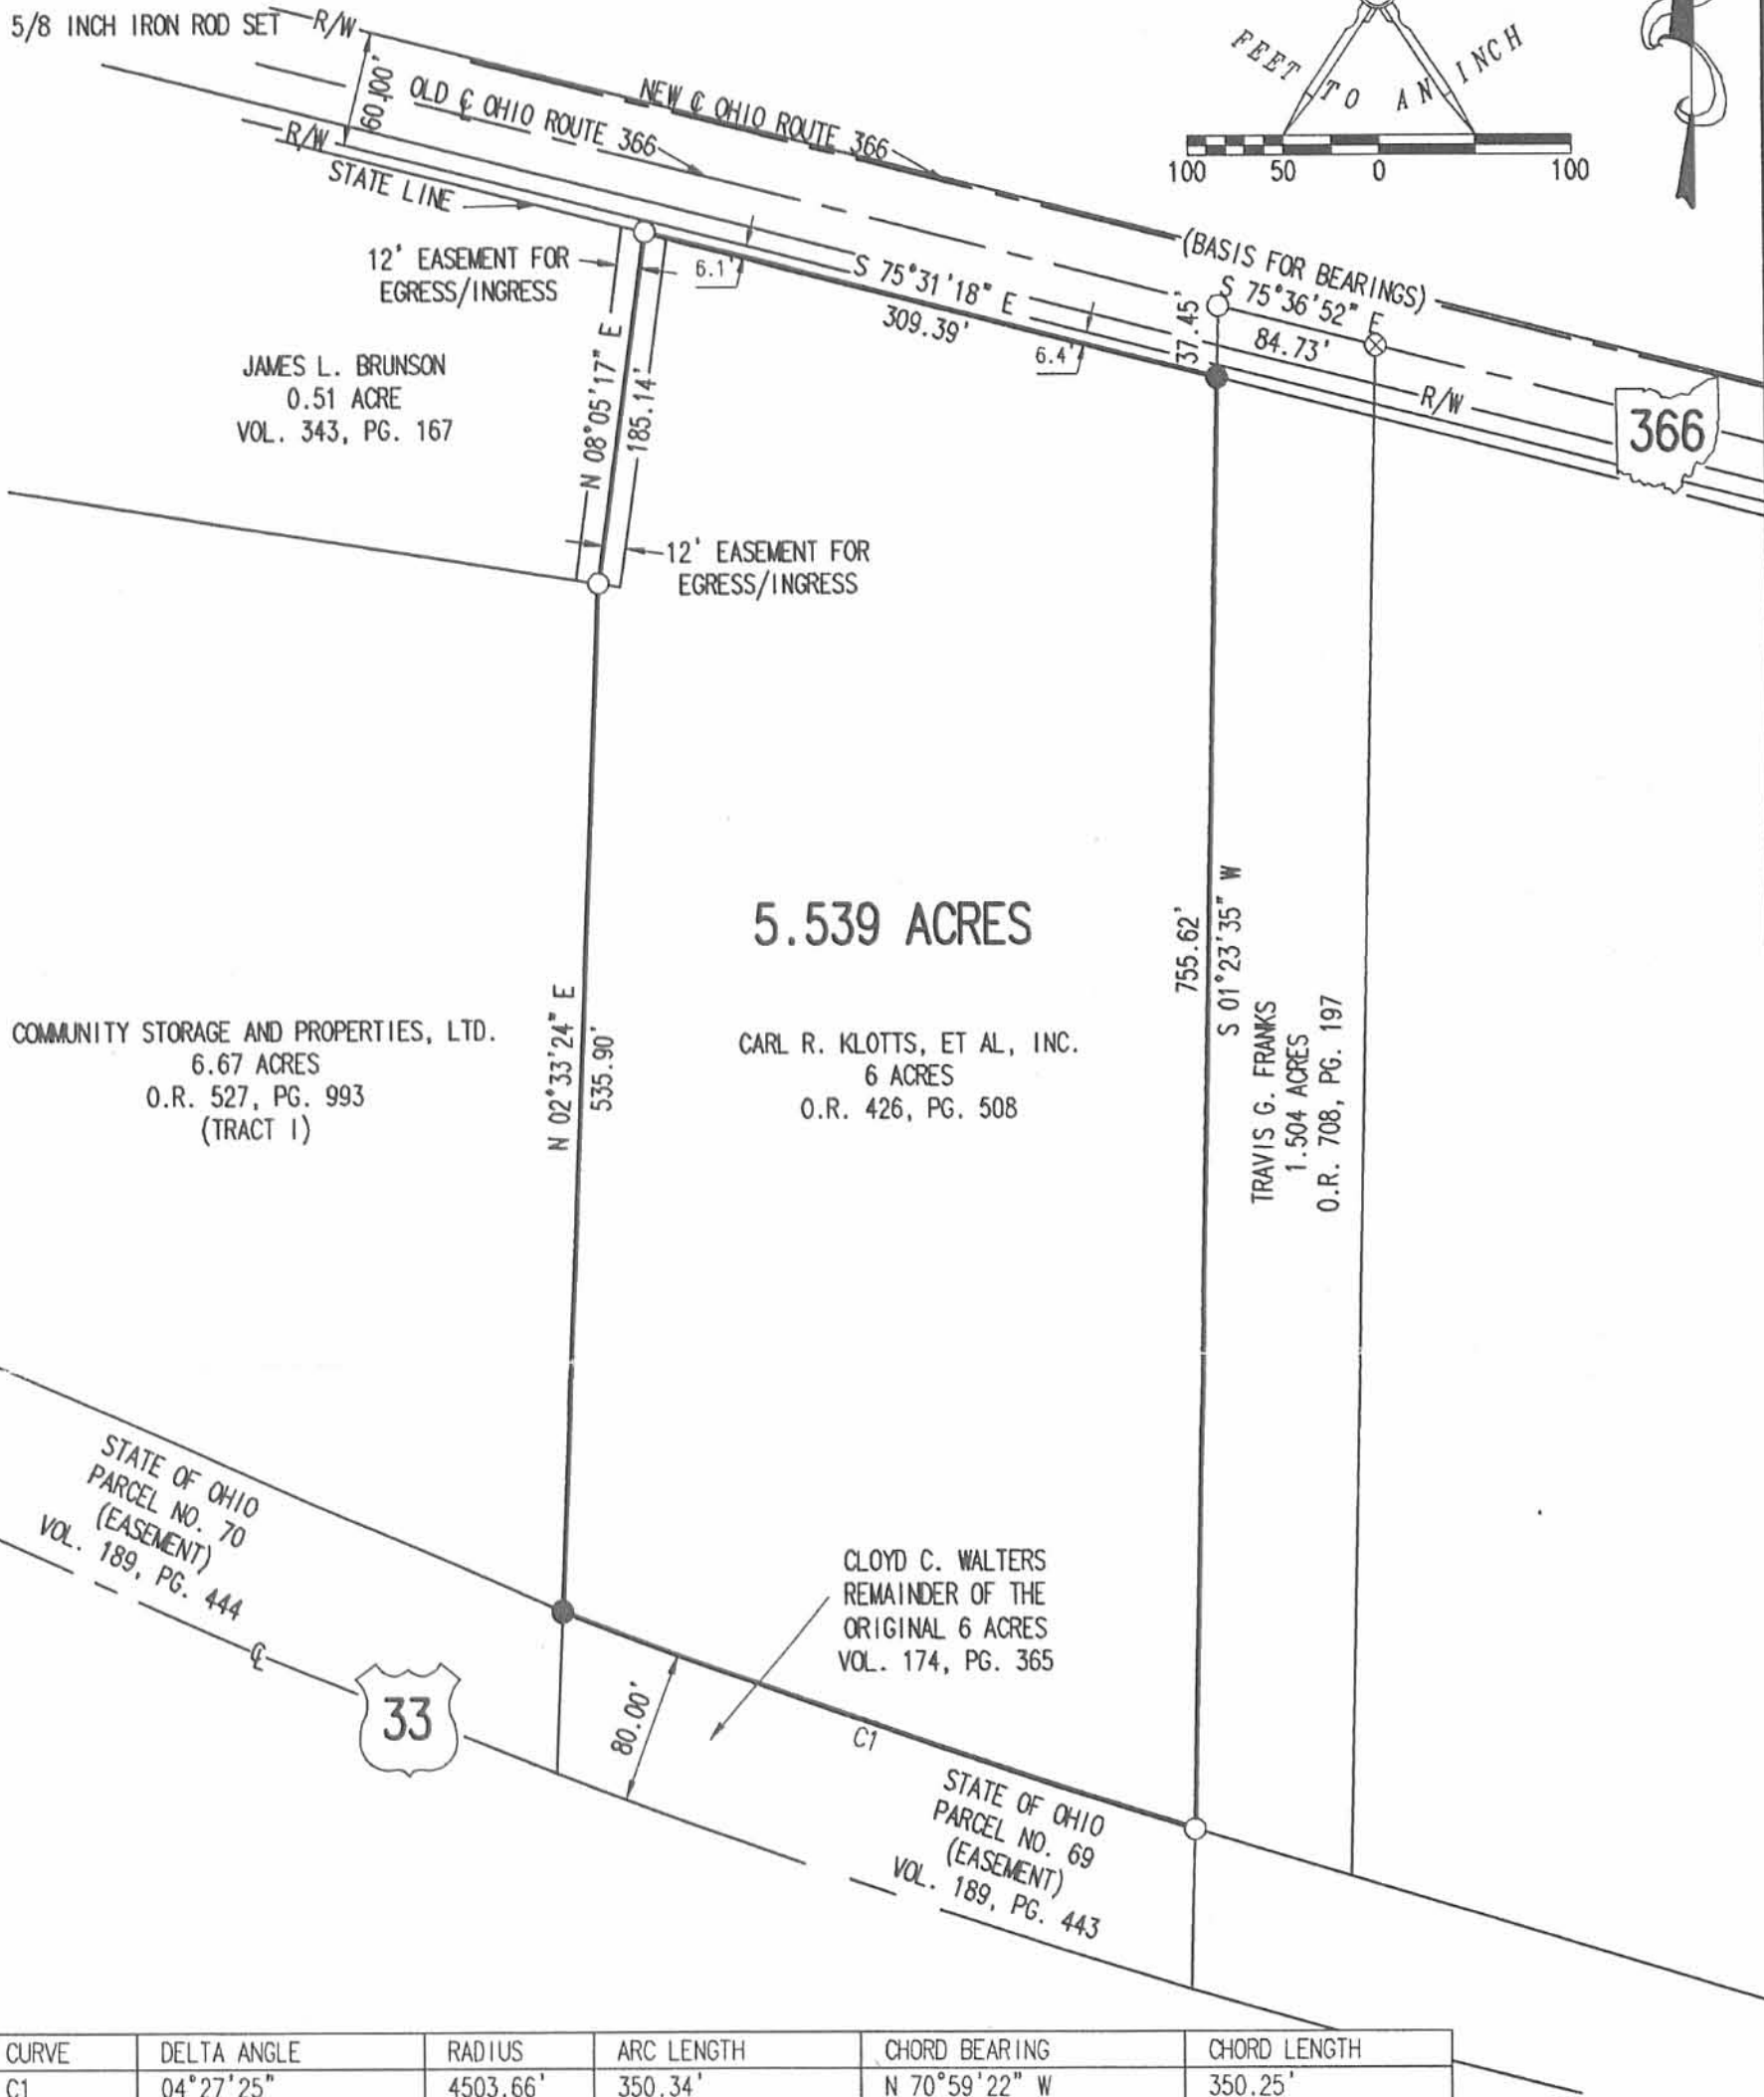 5/8 INCH IRON ROD SET
R/W
60.00'
OLD ℄ OHIO ROUTE 366
NEW ℄ OHIO ROUTE 366
FEET TO AN INCH
100 50 0 100
R/W
STATE LINE
12' EASEMENT FOR
EGRESS/INGRESS
6.1'
S 75°31'18" E
309.39'
6.4'
37.45'
(BASIS FOR BEARINGS)
S 75°36'52" E
84.73'
R/W
366
JAMES L. BRUNSON
0.51 ACRE
VOL. 343, PG. 167
N 08°05'17" E
185.14'
12' EASEMENT FOR
EGRESS/INGRESS
5.539 ACRES
CARL R. KLOTTS, ET AL, INC.
6 ACRES
O.R. 426, PG. 508
755.62'
S 01°23'35" W
TRAVIS G. FRANKS
1.504 ACRES
O.R. 708, PG. 197
COMMUNITY STORAGE AND PROPERTIES, LTD.
6.67 ACRES
O.R. 527, PG. 993
(TRACT I)
N 02°33'24" E
535.90'
STATE OF OHIO
PARCEL NO. 70
(EASEMENT)
VOL. 189, PG. 444
℄
33
80.00'
CLOYD C. WALTERS
REMAINDER OF THE
ORIGINAL 6 ACRES
VOL. 174, PG. 365
C1
STATE OF OHIO
PARCEL NO. 69
(EASEMENT)
VOL. 189, PG. 443
CURVE DELTA ANGLE RADIUS ARC LENGTH CHORD BEARING CHORD LENGTH
C1 04°27'25" 4503.66' 350.34' N 70°59'22" W 350.25'